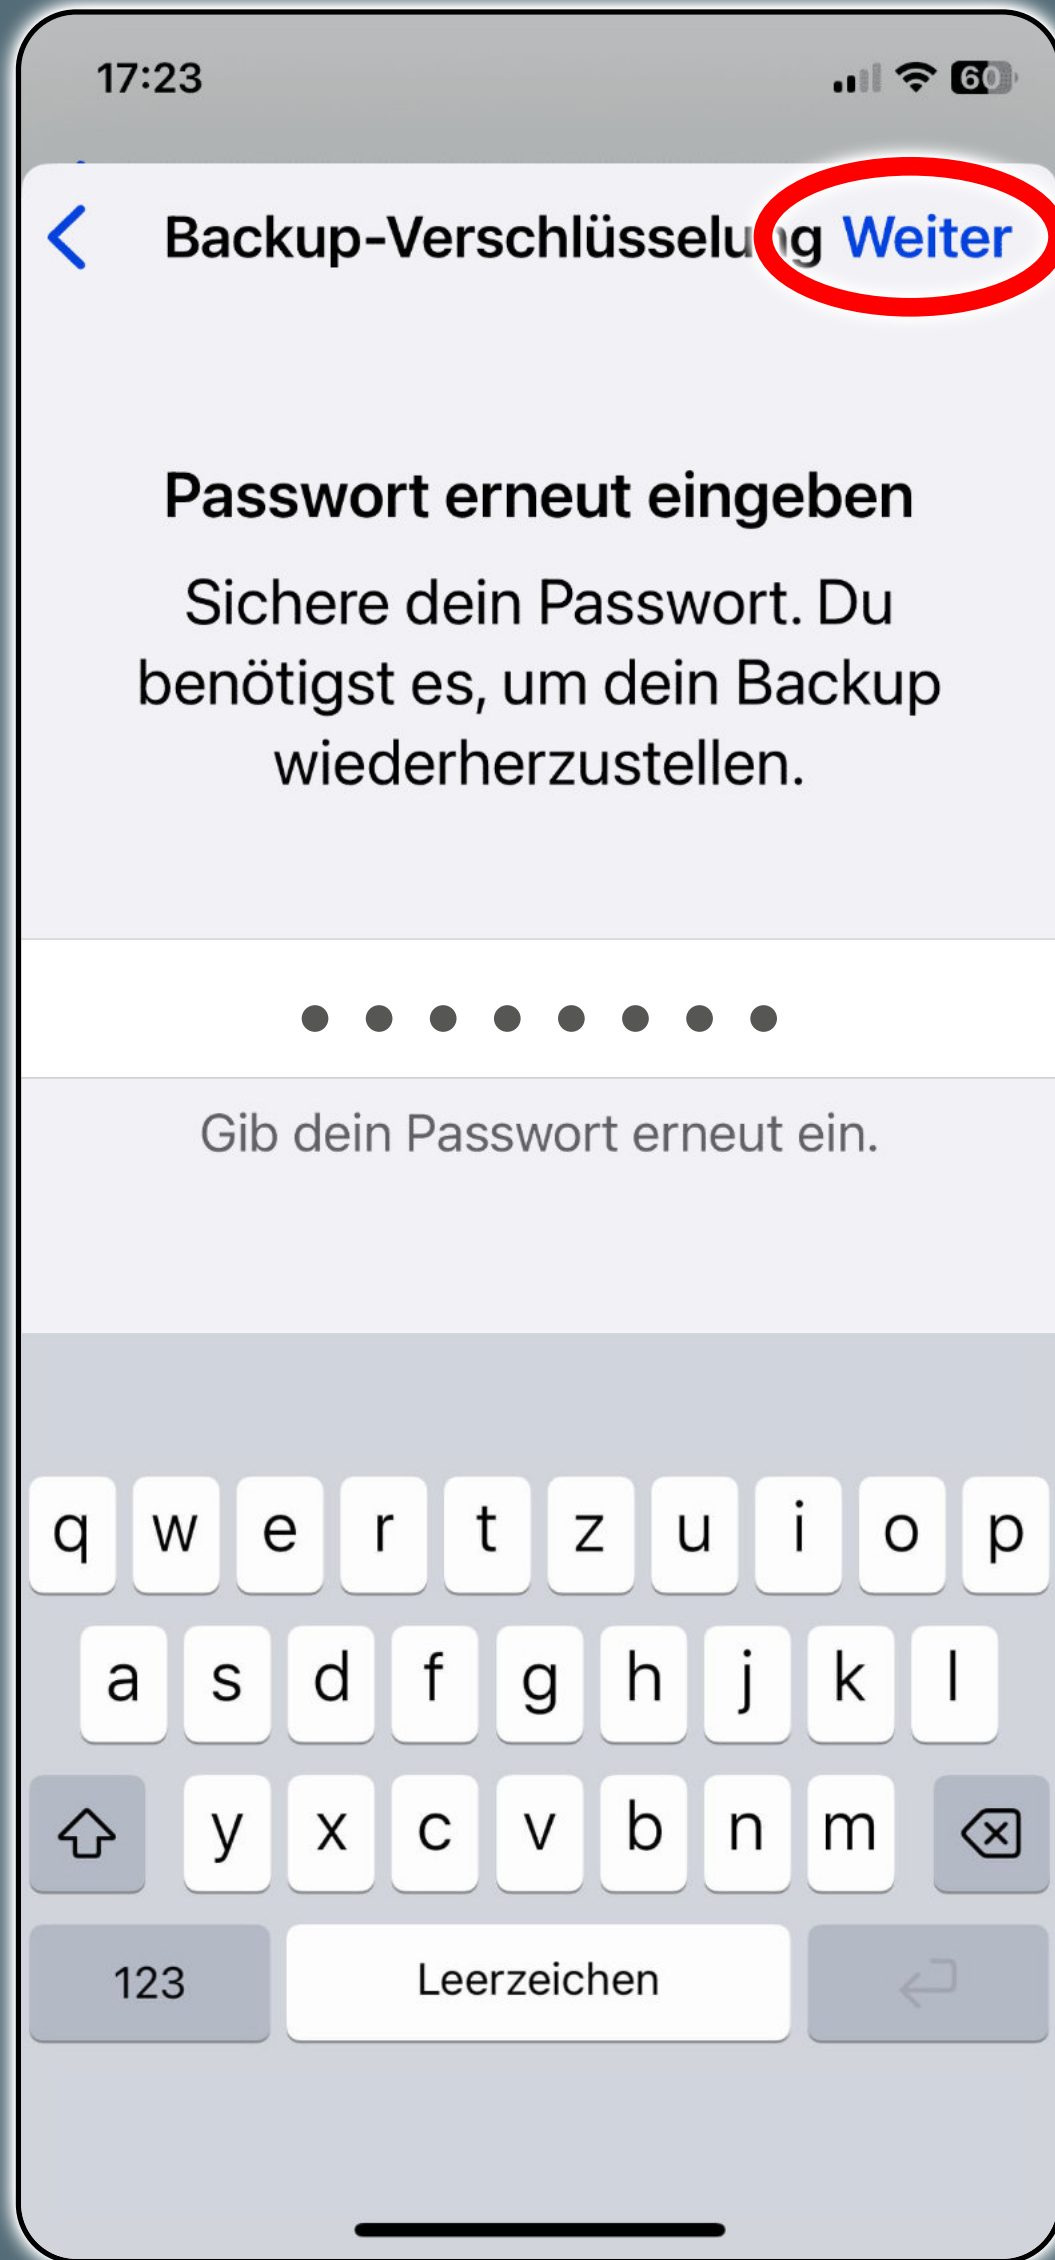 17:23 60
Backup-Verschlüsselung Weiter
Passwort erneut eingeben
Sichere dein Passwort. Du
benötigst es, um dein Backup
wiederherzustellen.
Gib dein Passwort erneut ein.
q w e r t z u i o p
a s d f g h j k l
y x c v b n m
123 Leerzeichen